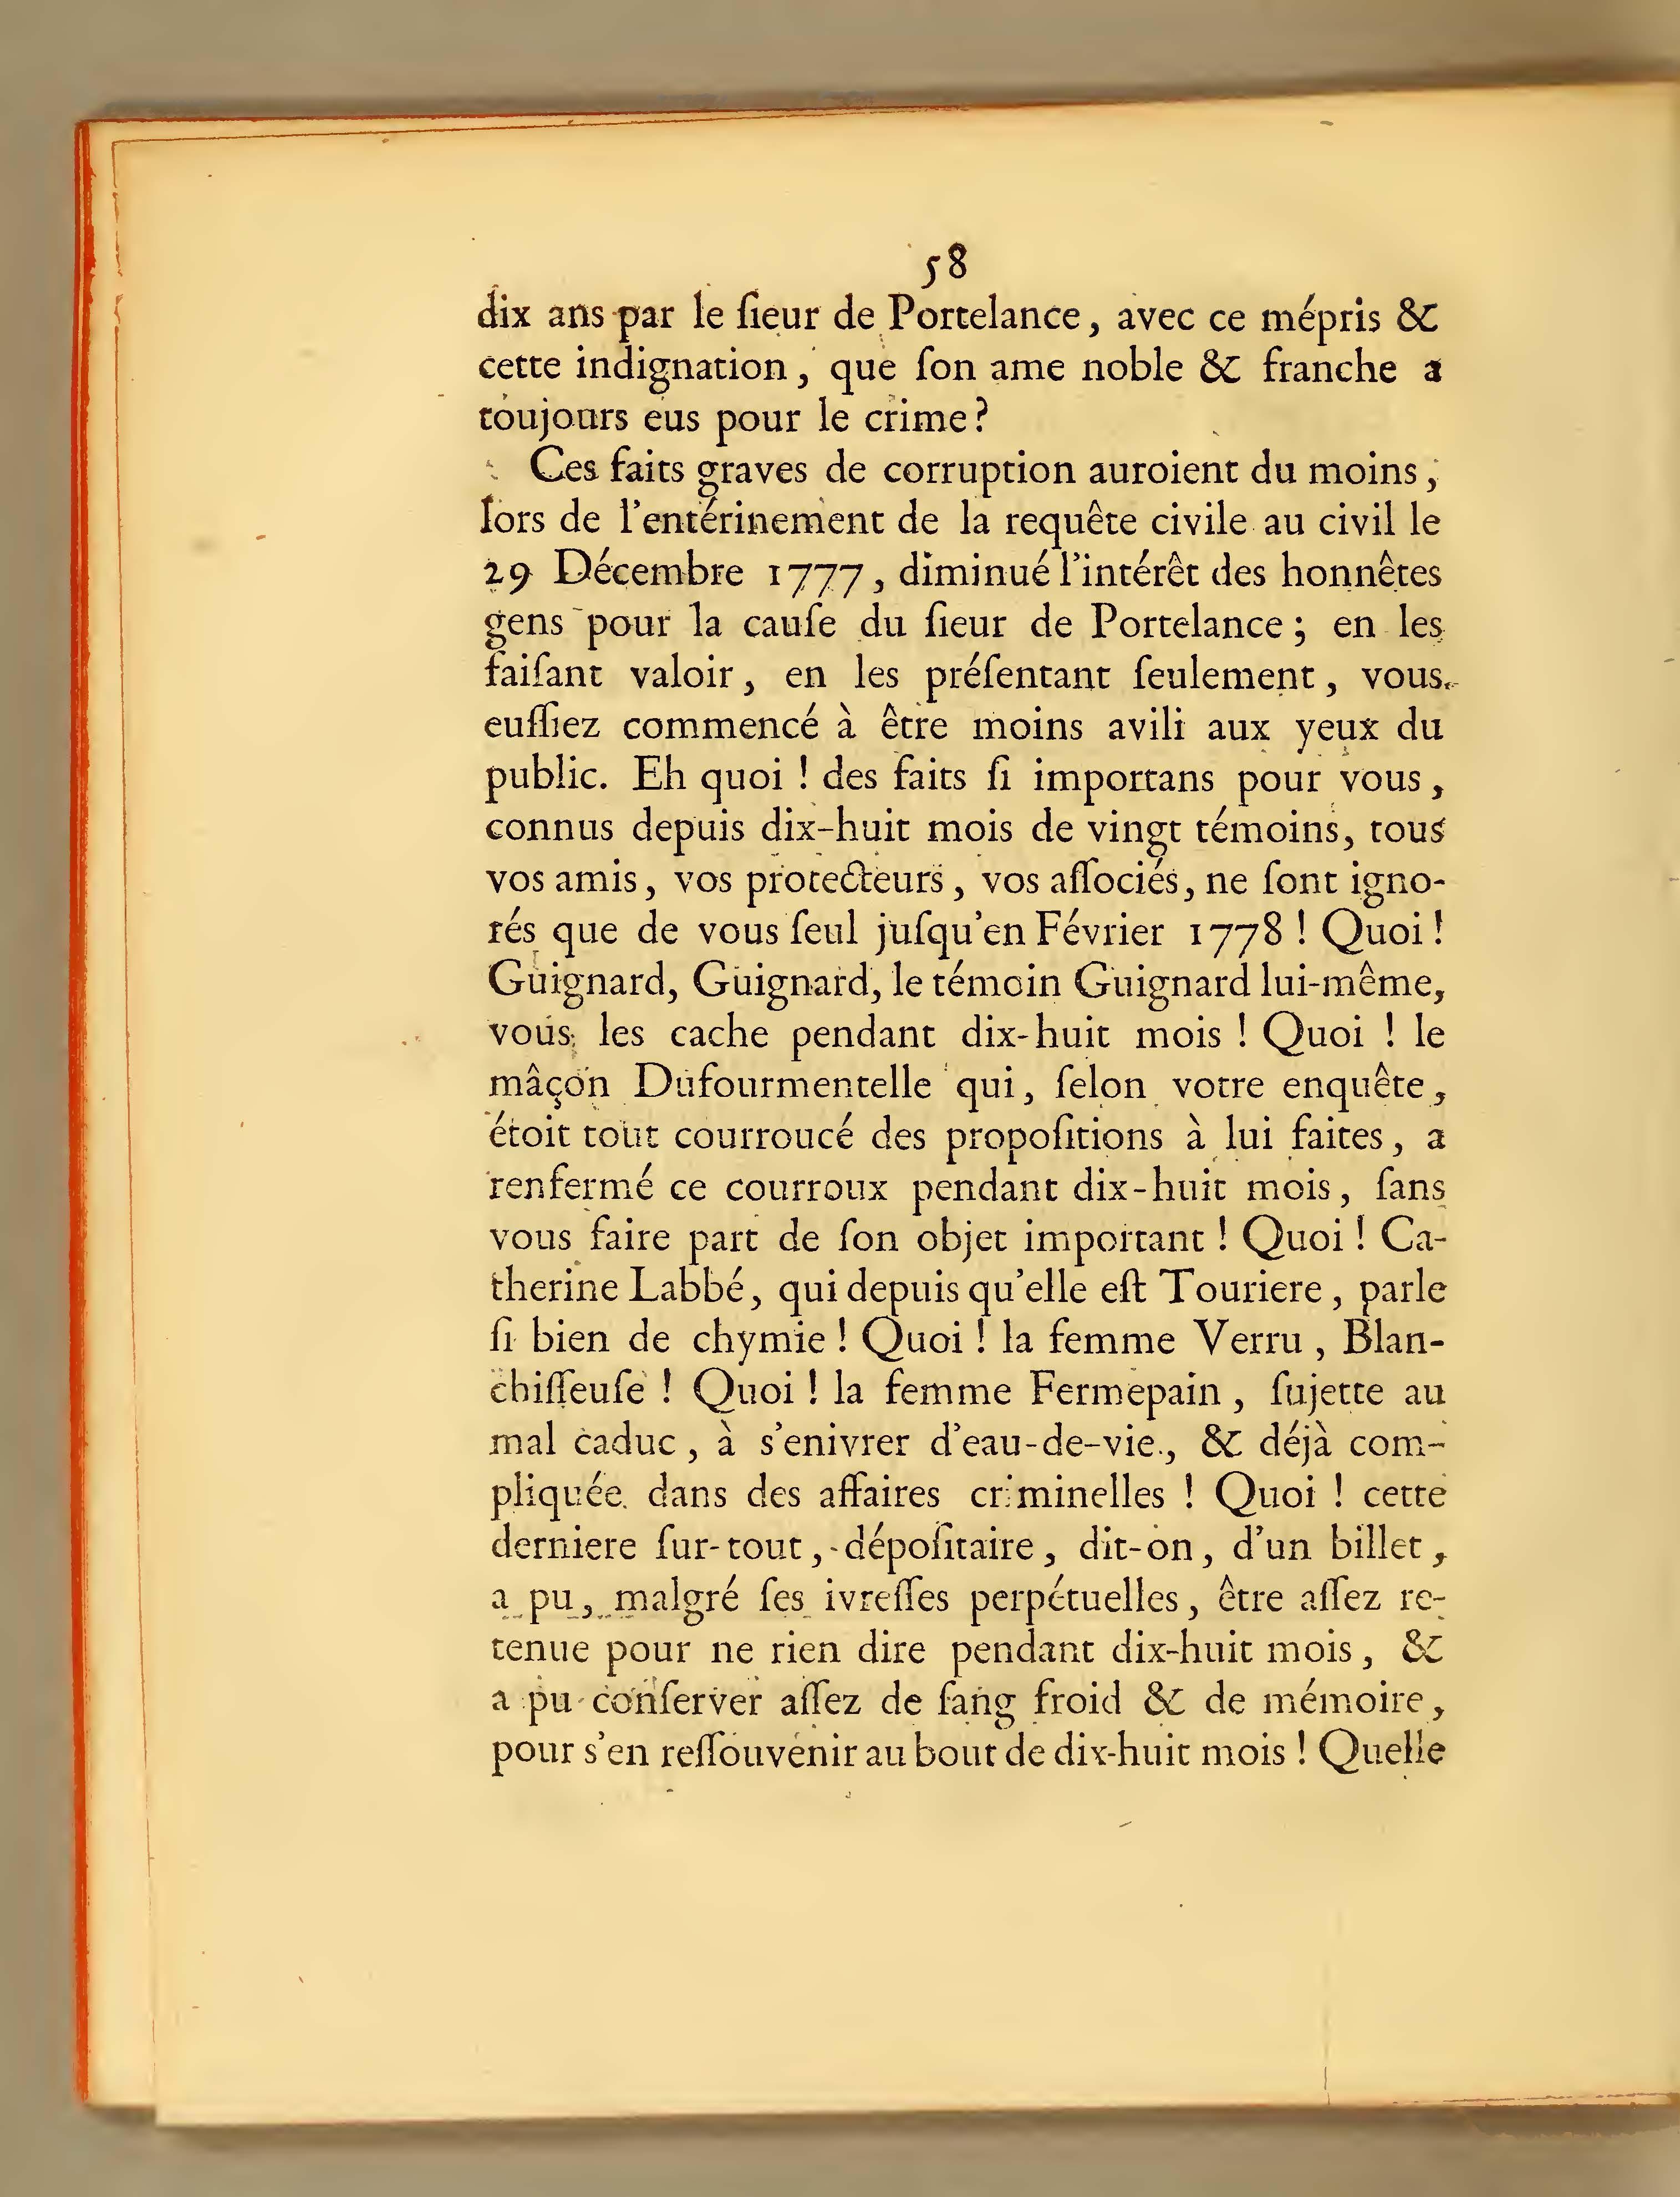 58
dix ans par le ſieur de Portelance, avec ce mépris &
cette indignation, que ſon ame noble & franche a
toujours eus pour le crime?
Ces faits graves de corruption auroient du moins,
lors de l'entérinement de la requête civile au civil le
29 Décembre 1777, diminué l'intérêt des honnêtes
gens pour la cauſe du ſieur de Portelance; en les
faiſant valoir, en les préſentant ſeulement, vous
euſſiez commencé à être moins avili aux yeux du
public. Eh quoi ! des faits ſi importans pour vous,
connus depuis dix-huit mois de vingt témoins, tous
vos amis, vos protecteurs, vos aſſociés, ne ſont igno-
rés que de vous ſeul juſqu'en Février 1778 ! Quoi !
Guignard, Guignard, le témoin Guignard lui-même,
vous les cache pendant dix-huit mois ! Quoi ! le
mâçon Dufourmentelle qui, ſelon votre enquête,
étoit tout courroucé des propoſitions à lui faites, a
renfermé ce courroux pendant dix-huit mois, ſans
vous faire part de ſon objet important ! Quoi ! Ca-
therine Labbé, qui depuis qu'elle eſt Touriere, parle
ſi bien de chymie ! Quoi ! la femme Verru, Blan-
chiſſeuſe ! Quoi ! la femme Fermepain, ſujette au
mal caduc, à s'enivrer d'eau-de-vie, & déjà com-
pliquée dans des affaires criminelles ! Quoi ! cette
derniere ſur-tout, dépoſitaire, dit-on, d'un billet,
a pu, malgré ſes ivreſſes perpétuelles, être aſſez re-
tenue pour ne rien dire pendant dix-huit mois, &
a pu conſerver aſſez de ſang froid & de mémoire,
pour s'en reſſouvenir au bout de dix-huit mois ! Quelle